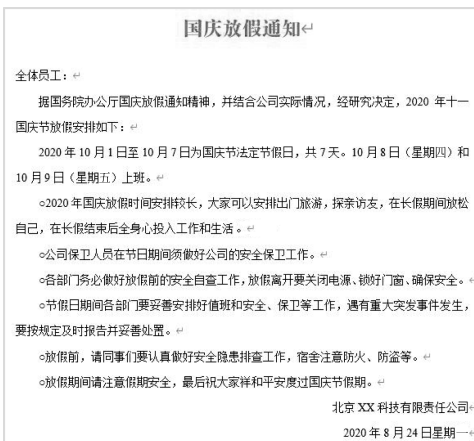 国庆放假通知
全体员工：
据国务院办公厅国庆放假通知精神，并结合公司实际情况，经研究决定，2020 年十一
国庆节放假安排如下：
2020 年 10 月 1 日至 10 月 7 日为国庆节法定节假日，共 7 天。10 月 8 日（星期四）和
10 月 9 日（星期五）上班。
○2020 年国庆放假时间安排较长，大家可以安排出门旅游，探亲访友，在长假期间放松
自己，在长假结束后全身心投入工作和生活。
○公司保卫人员在节日期间须做好公司的安全保卫工作。
○各部门务必做好放假前的安全自查工作，放假离开要关闭电源、锁好门窗、确保安全。
○节假日期间各部门要妥善安排好值班和安全、保卫等工作，遇有重大突发事件发生，
要按规定及时报告并妥善处置。
○放假前，请同事们要认真做好安全隐患排查工作，宿舍注意防火、防盗等。
○放假期间请注意假期安全，最后祝大家祥和平安度过国庆节假期。
北京 XX 科技有限责任公司
2020 年 8 月 24 日星期一